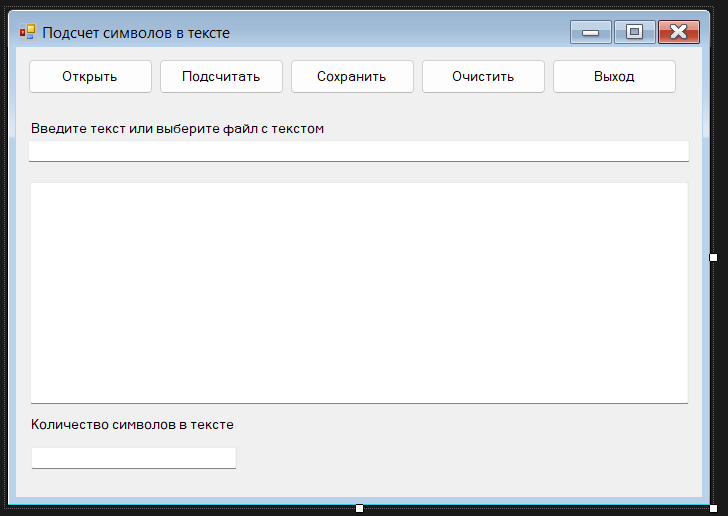 Подсчет символов в тексте
Открыть Подсчитать Сохранить Очистить Выход
Введите текст или выберите файл с текстом
Количество символов в тексте